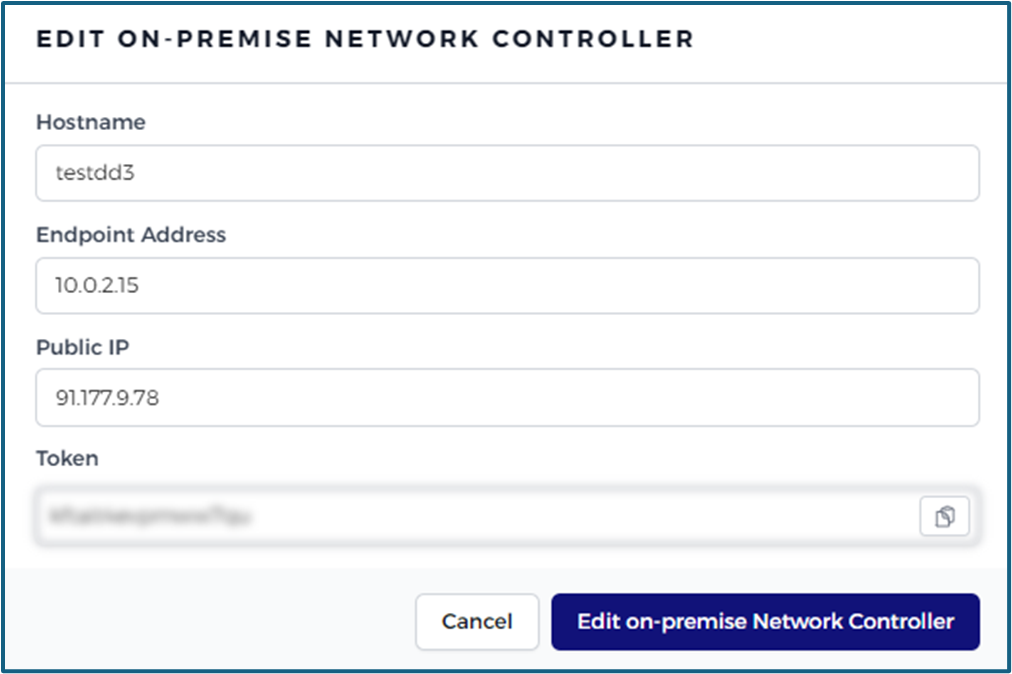 EDIT ON-PREMISE NETWORK CONTROLLER
Hostname
testdd3
Endpoint Address
10.0.2.15
Public IP
91.177.9.78
Token
Cancel
Edit on-premise Network Controller